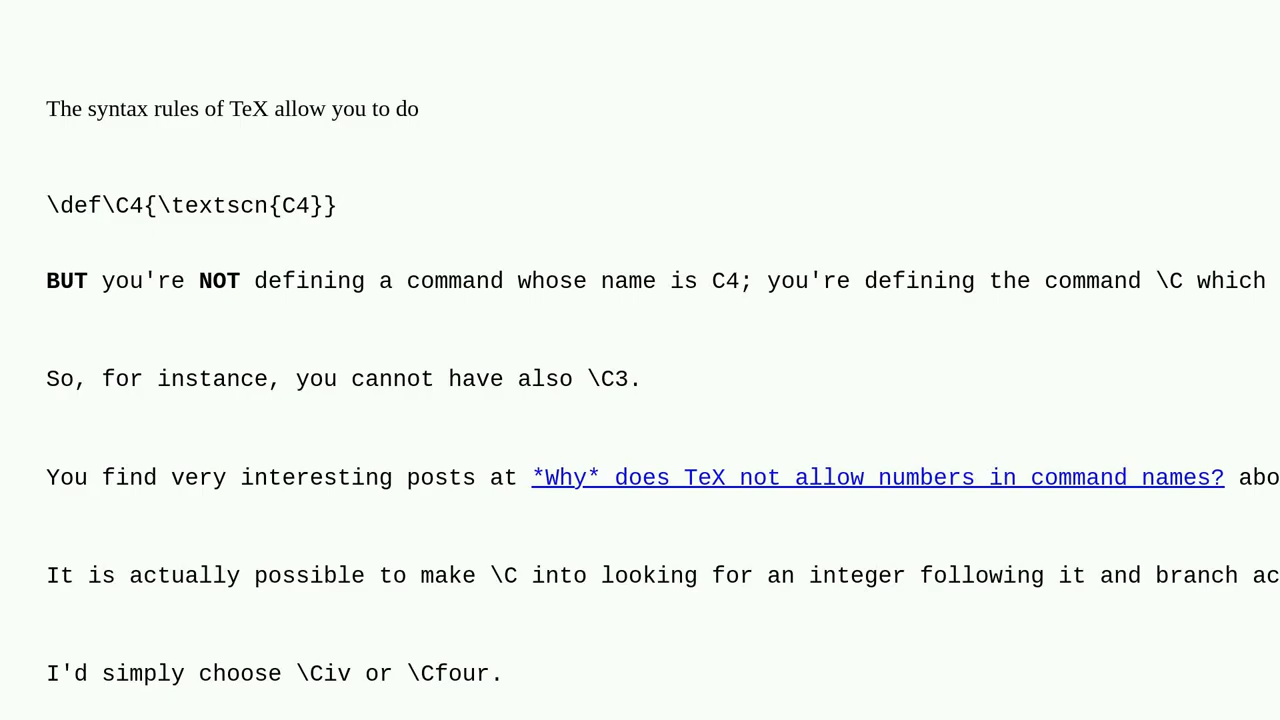 The syntax rules of TeX allow you to do
\def\C4{\textscn{C4}}
BUT you're NOT defining a command whose name is C4; you're defining the command \C which
So, for instance, you cannot have also \C3.
You find very interesting posts at *Why* does TeX not allow numbers in command names? abo
It is actually possible to make \C into looking for an integer following it and branch ac
I'd simply choose \Civ or \Cfour.